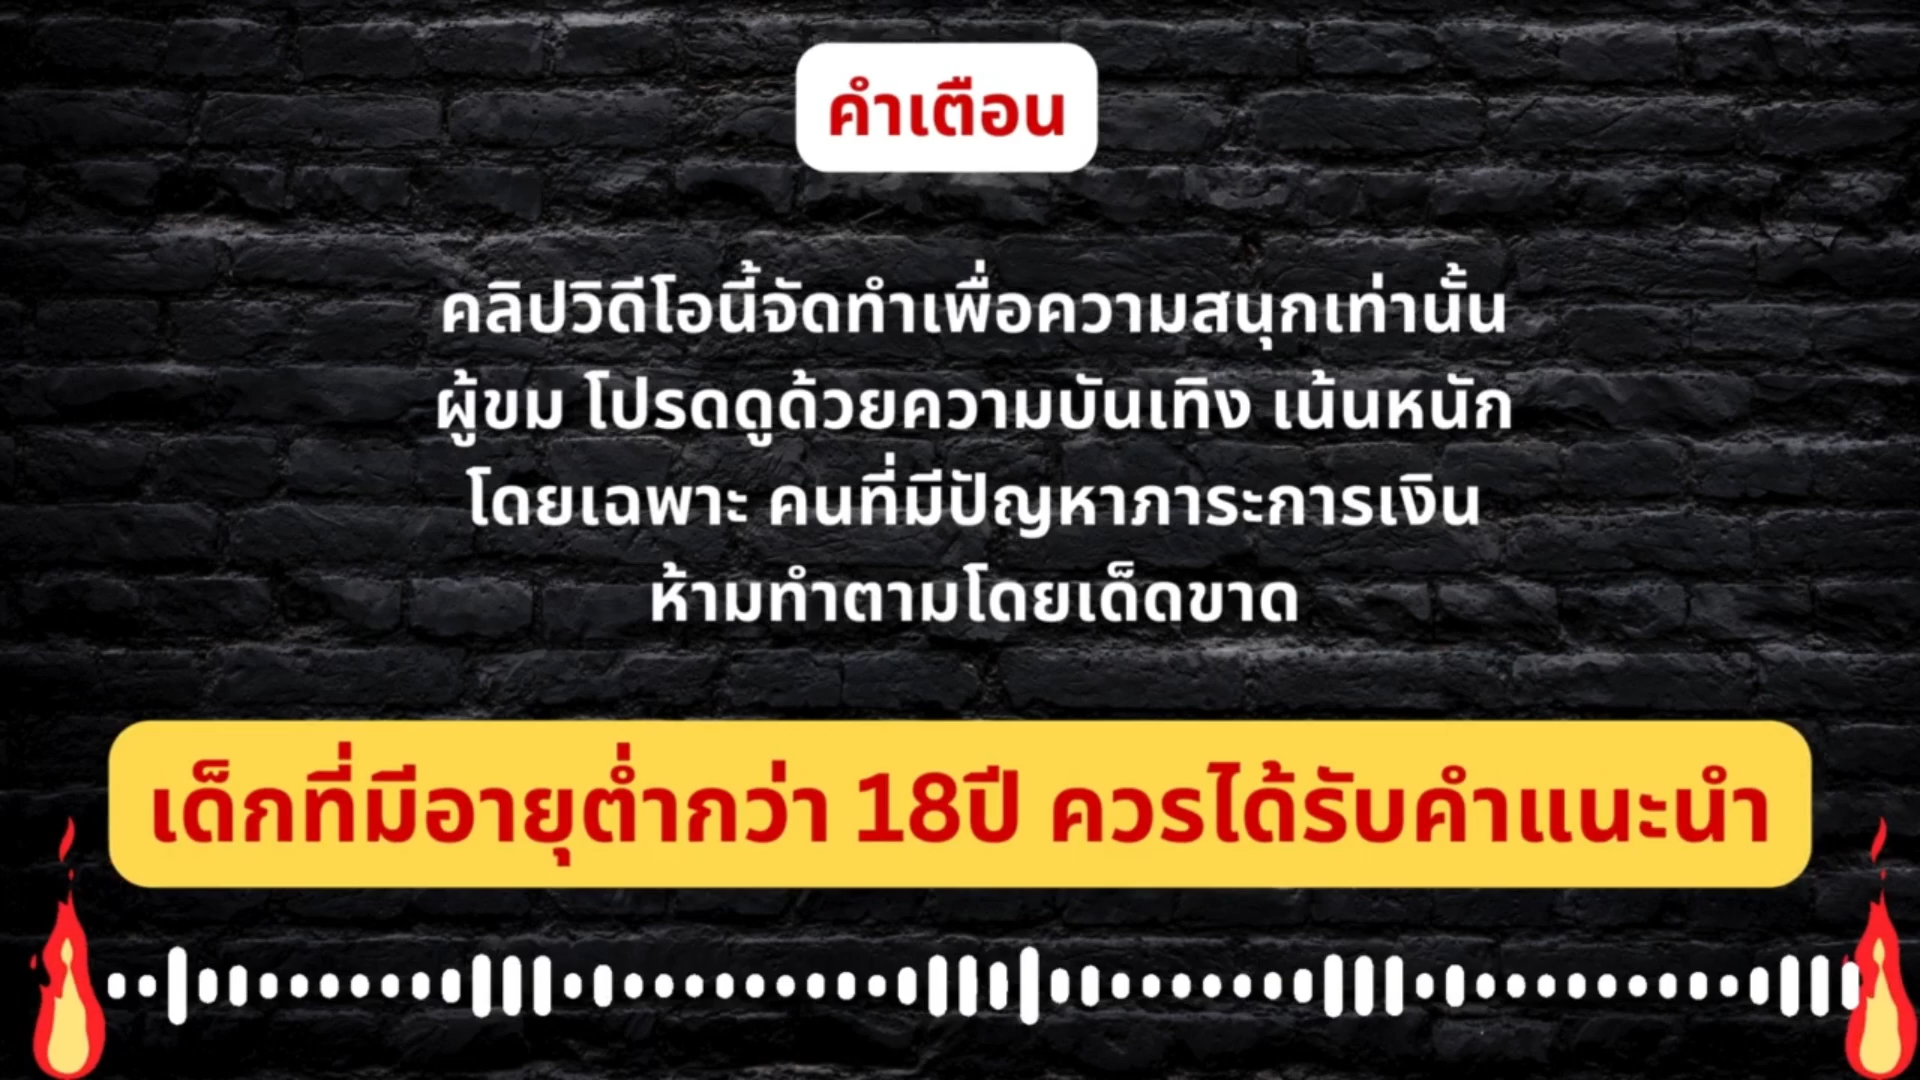 คำเตือน
คลิปวิดีโอนี้จัดทำเพื่อความสนุกเท่านั้น
ผู้ขม โปรดดูด้วยความบันเทิง เน้นหนัก
โดยเฉพาะ คนที่มีปัญหาภาระการเงิน
ห้ามทำตามโดยเด็ดขาด
เด็กที่มีอายุต่ำกว่า 18ปี ควรได้รับคำแนะนำ